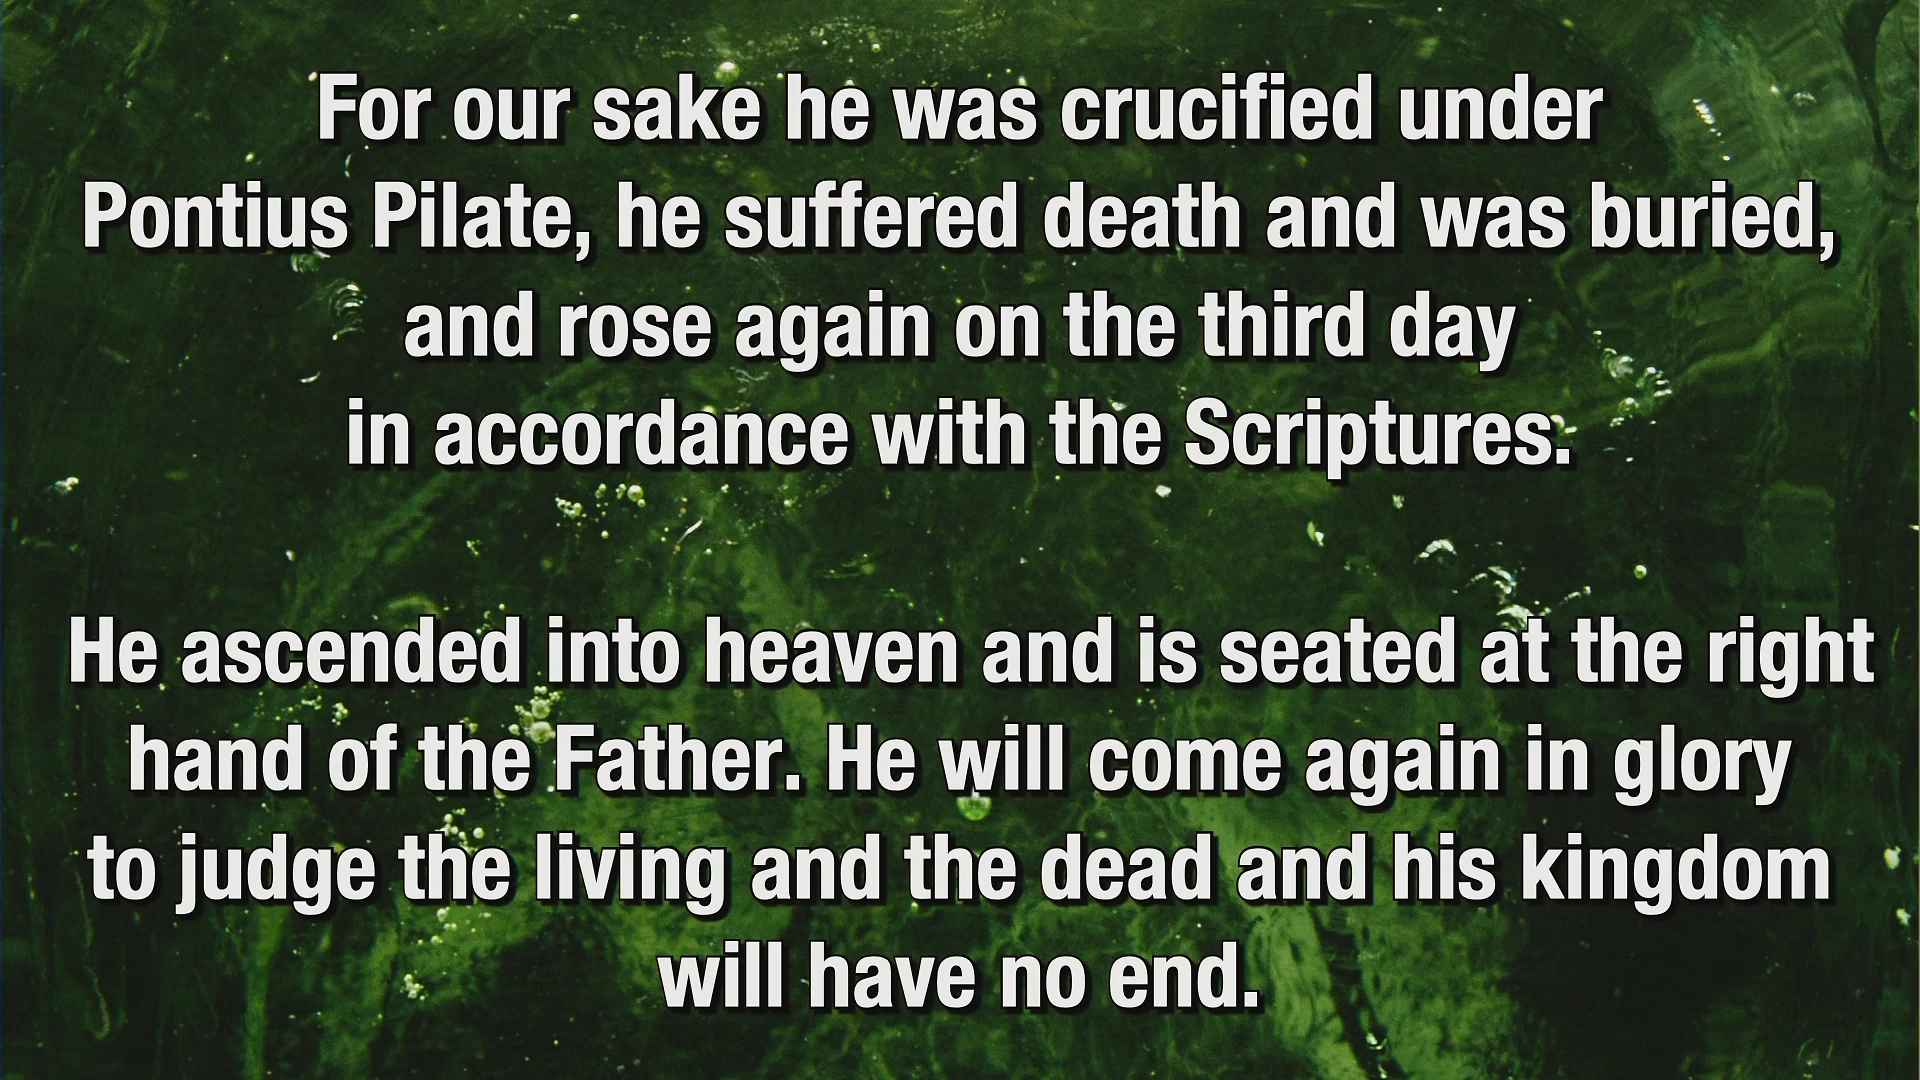 For our sake he was crucified under
Pontius Pilate, he suffered death and was buried,
and rose again on the third day
in accordance with the Scriptures.
He ascended into heaven and is seated at the right
hand of the Father. He will come again in glory
to judge the living and the dead and his kingdom
will have no end.